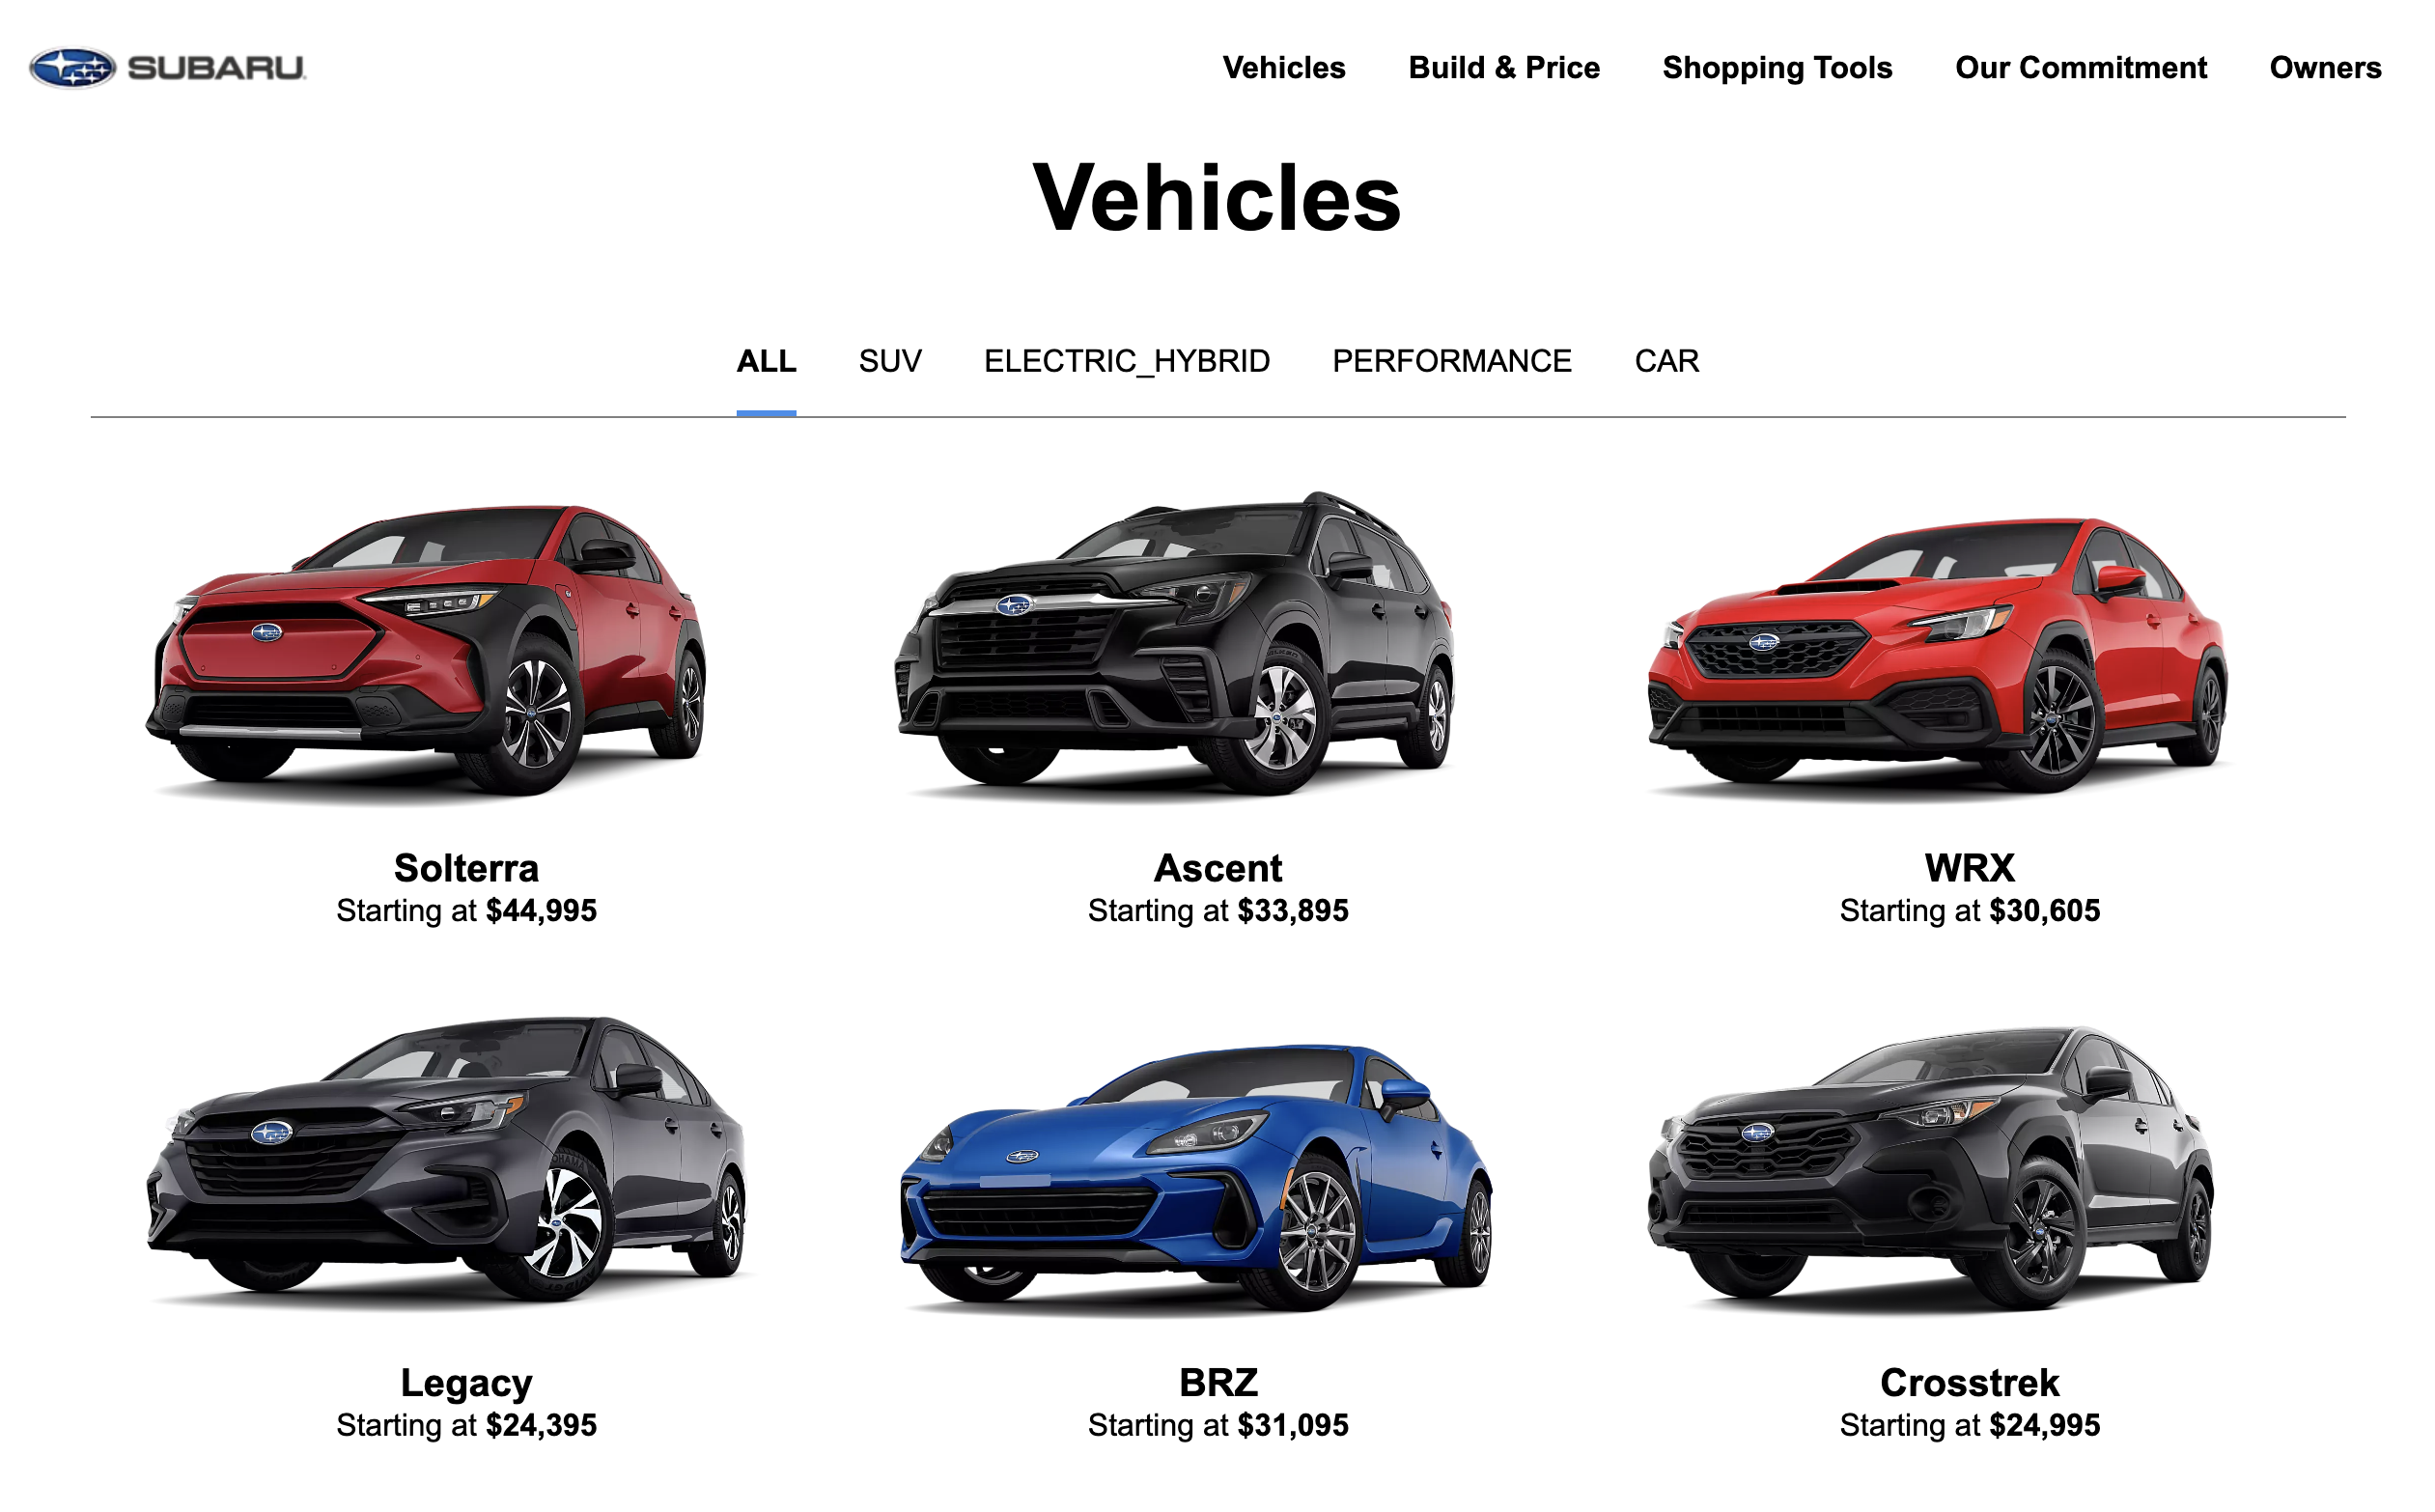 SUBARU
Vehicles Build & Price Shopping Tools Our Commitment Owners
Vehicles
ALL SUV ELECTRIC_HYBRID PERFORMANCE CAR
Solterra Ascent WRX
Starting at $44,995 Starting at $33,895 Starting at $30,605
Legacy BRZ Crosstrek
Starting at $24,395 Starting at $31,095 Starting at $24,995